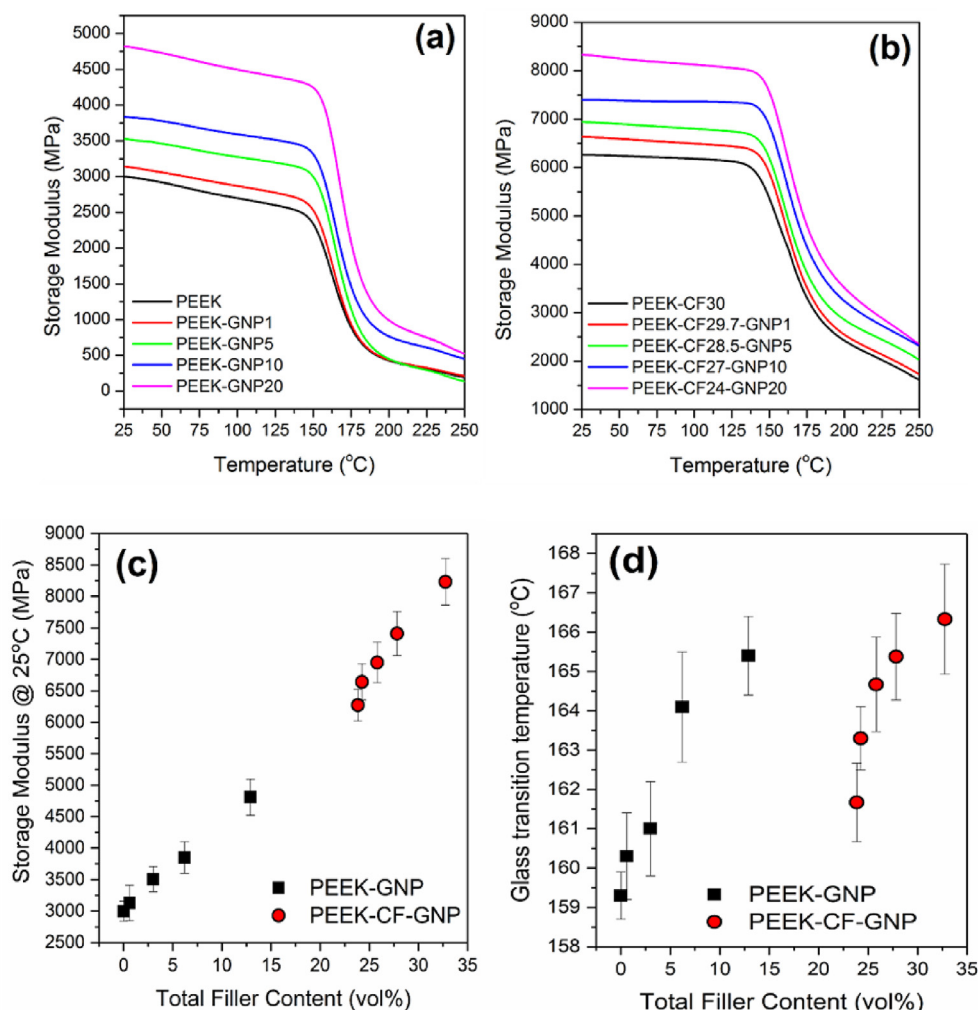 (a)
5000
4500
4000
3500
3000
2500
2000
1500
1000
500
0
Storage Modulus (MPa)
PEEK
PEEK-GNP1
PEEK-GNP5
PEEK-GNP10
PEEK-GNP20
25 50 75 100 125 150 175 200 225 250
Temperature (°C)
(b)
9000
8000
7000
6000
5000
4000
3000
2000
1000
Storage Modulus (MPa)
PEEK-CF30
PEEK-CF29.7-GNP1
PEEK-CF28.5-GNP5
PEEK-CF27-GNP10
PEEK-CF24-GNP20
25 50 75 100 125 150 175 200 225 250
Temperature (°C)
(c)
9000
8500
8000
7500
7000
6500
6000
5500
5000
4500
4000
3500
3000
2500
Storage Modulus @ 25°C (MPa)
PEEK-GNP
PEEK-CF-GNP
0 5 10 15 20 25 30 35
Total Filler Content (vol%)
(d)
168
167
166
165
164
163
162
161
160
159
158
Glass transition temperature (°C)
PEEK-GNP
PEEK-CF-GNP
0 5 10 15 20 25 30 35
Total Filler Content (vol%)